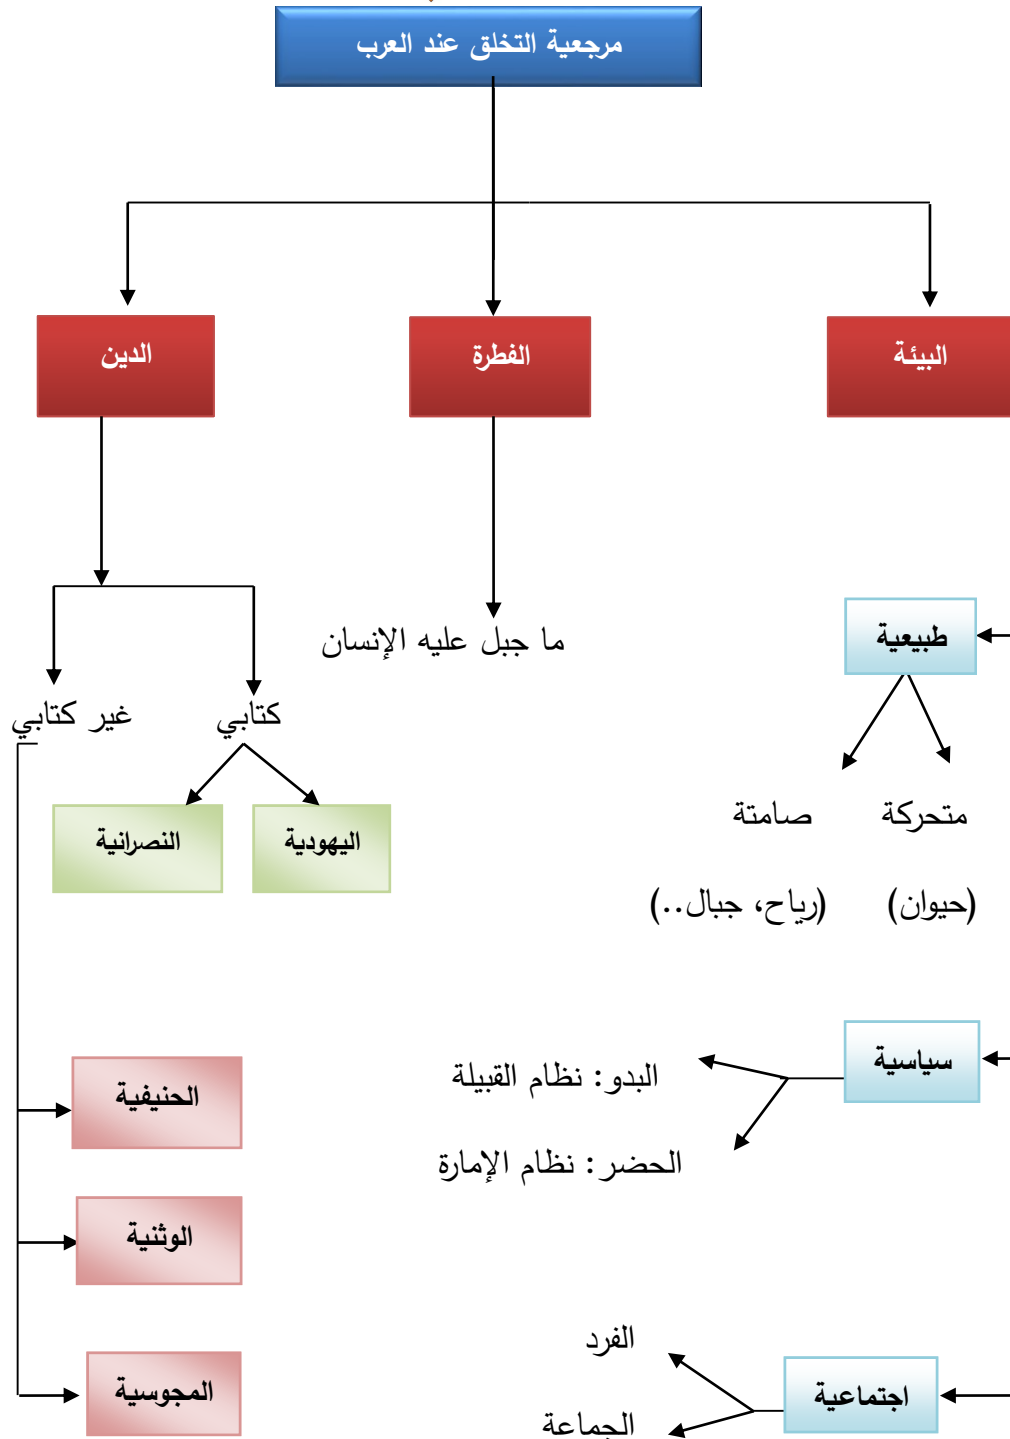 مرجعية التخلق عند العرب
البيئة
الفطرة
الدين
طبيعية
ما جبل عليه الإنسان
كتابي
غير كتابي
متحركة
صامتة
اليهودية
النصرانية
(حيوان)
(رياح، جبال..)
سياسية
البدو: نظام القبيلة
الحنيفية
الحضر: نظام الإمارة
الوثنية
الفرد
اجتماعية
المجوسية
الجماعة